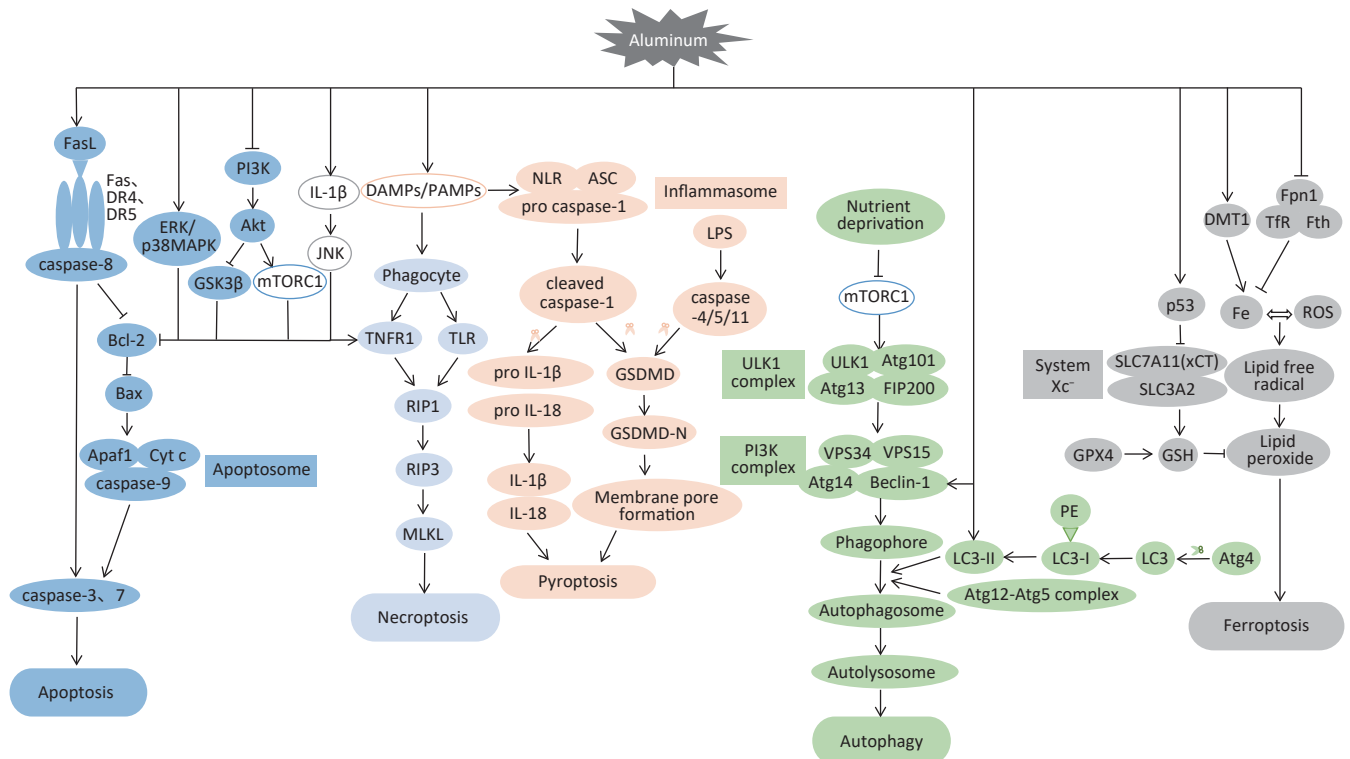 Aluminum
FasL
Fas、
DR4、
DR5
caspase-8
ERK/
p38MAPK
PI3K
Akt
GSK3β
mTORC1
IL-1β
JNK
Bcl-2
Bax
Apaf1
Cyt c
caspase-9
Apoptosome
caspase-3、7
Apoptosis
DAMPs/PAMPs
Phagocyte
TNFR1
TLR
RIP1
RIP3
MLKL
Necroptosis
NLR
ASC
pro caspase-1
Inflammasome
LPS
cleaved
caspase-1
caspase
-4/5/11
pro IL-1β
GSDMD
pro IL-18
GSDMD-N
IL-1β
IL-18
Membrane pore
formation
Pyroptosis
Nutrient
deprivation
mTORC1
ULK1
complex
ULK1
Atg101
Atg13
FIP200
PI3K
complex
VPS34
VPS15
Atg14
Beclin-1
Phagophore
LC3-II
PE
LC3-I
LC3
Atg4
Atg12-Atg5 complex
Autophagosome
Autolysosome
Autophagy
p53
System
Xc⁻
SLC7A11(xCT)
SLC3A2
GPX4
GSH
DMT1
Fpn1
TfR
Fth
Fe
ROS
Lipid free
radical
Lipid
peroxide
Ferroptosis